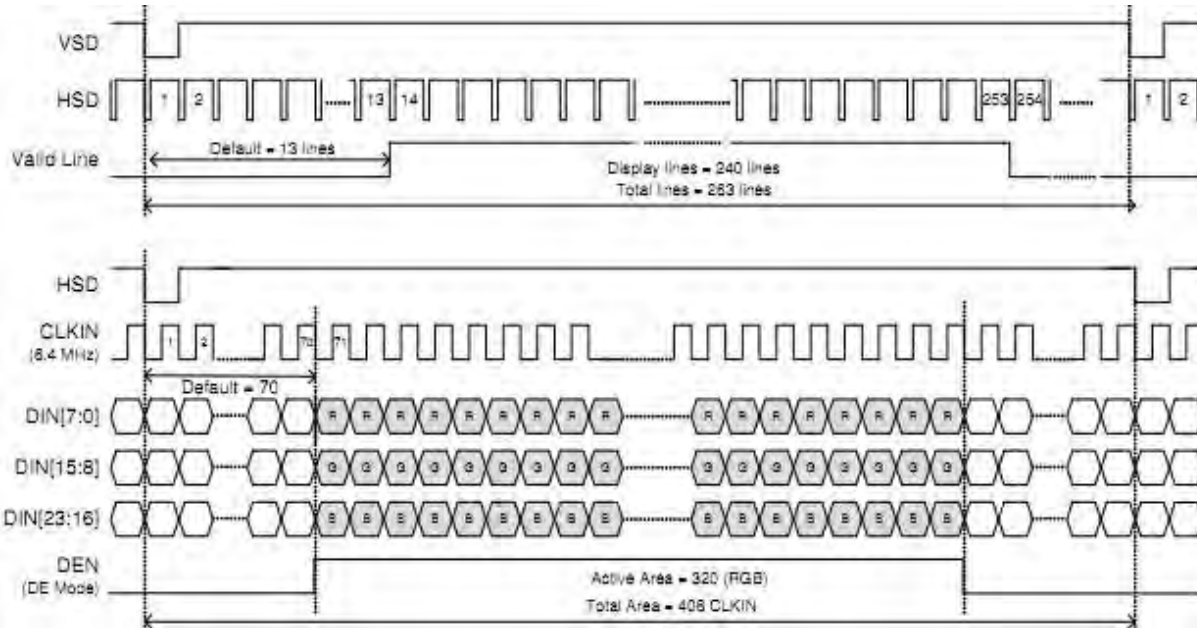 VSD
HSD 1 2 13 14 253 254 1 2
Valid Line Default = 13 lines
Display lines = 240 lines
Total lines = 263 lines
HSD
CLKIN 1 2 70 71
(6.4 MHz)
Default = 70
DIN[7:0] R R R R R R R R R R R R R R R R R
DIN[15:8] G G G G G G G G G G G G G G G G G
DIN[23:16] B B B B B B B B B B B B B B B B B
DEN
(DE Mode)
Active Area = 320 (RGB)
Total Area = 408 CLKIN